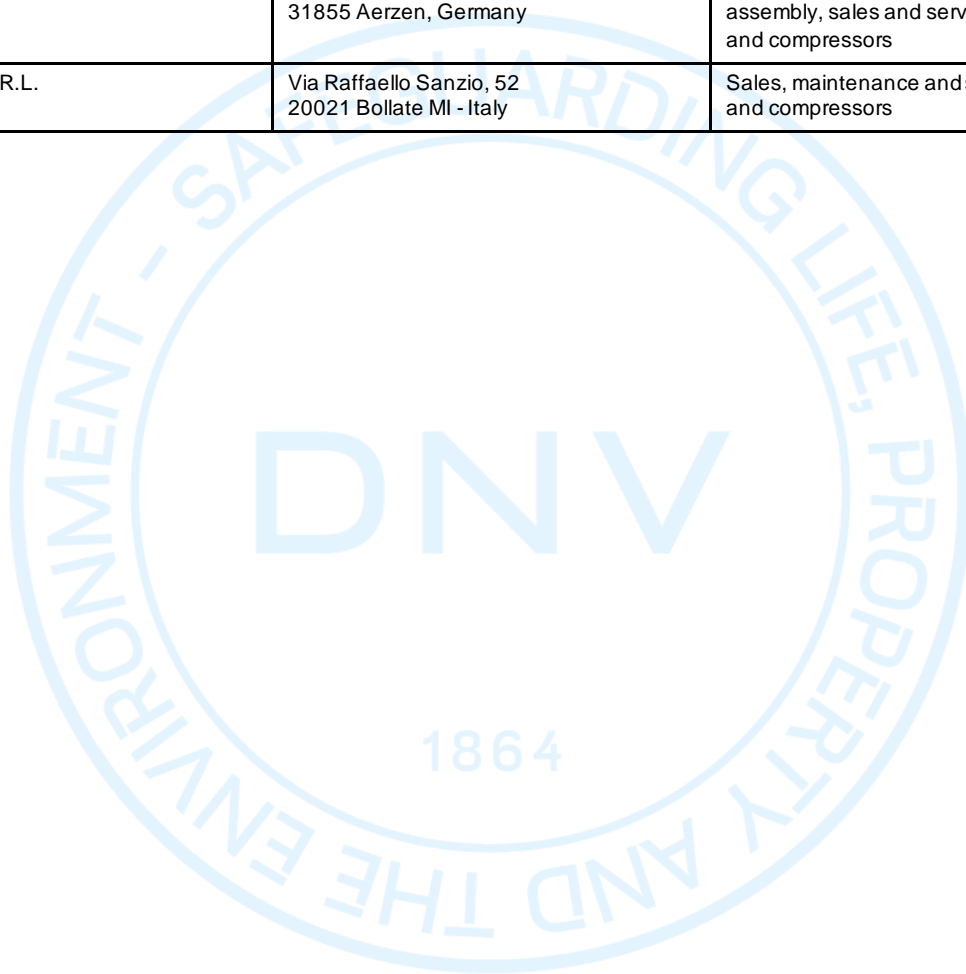 31855 Aerzen, Germany
assembly, sales and serv
and compressors
R.L.
Via Raffaello Sanzio, 52
20021 Bollate MI - Italy
Sales, maintenance and
and compressors
SAFEGUARDING LIFE, PROPERTY AND THE ENVIRONMENT -
DNV
1864